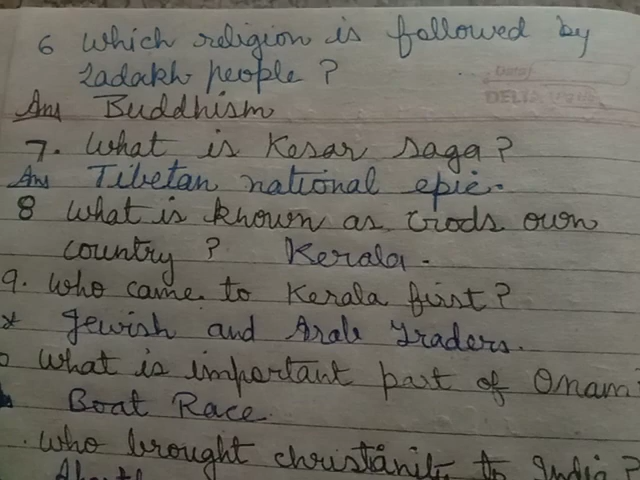 6 Which religion is followed by
Ladakh people ?
Ans Buddhism
7. What is Kesar saga ?
Ans Tibetan national epic.
8 What is known as Gods own
country ? Kerala.
9. Who came to Kerala first ?
* Jewish and Arab Traders.
What is important part of Onam ?
Boat Race.
. Who brought christianity to India ?